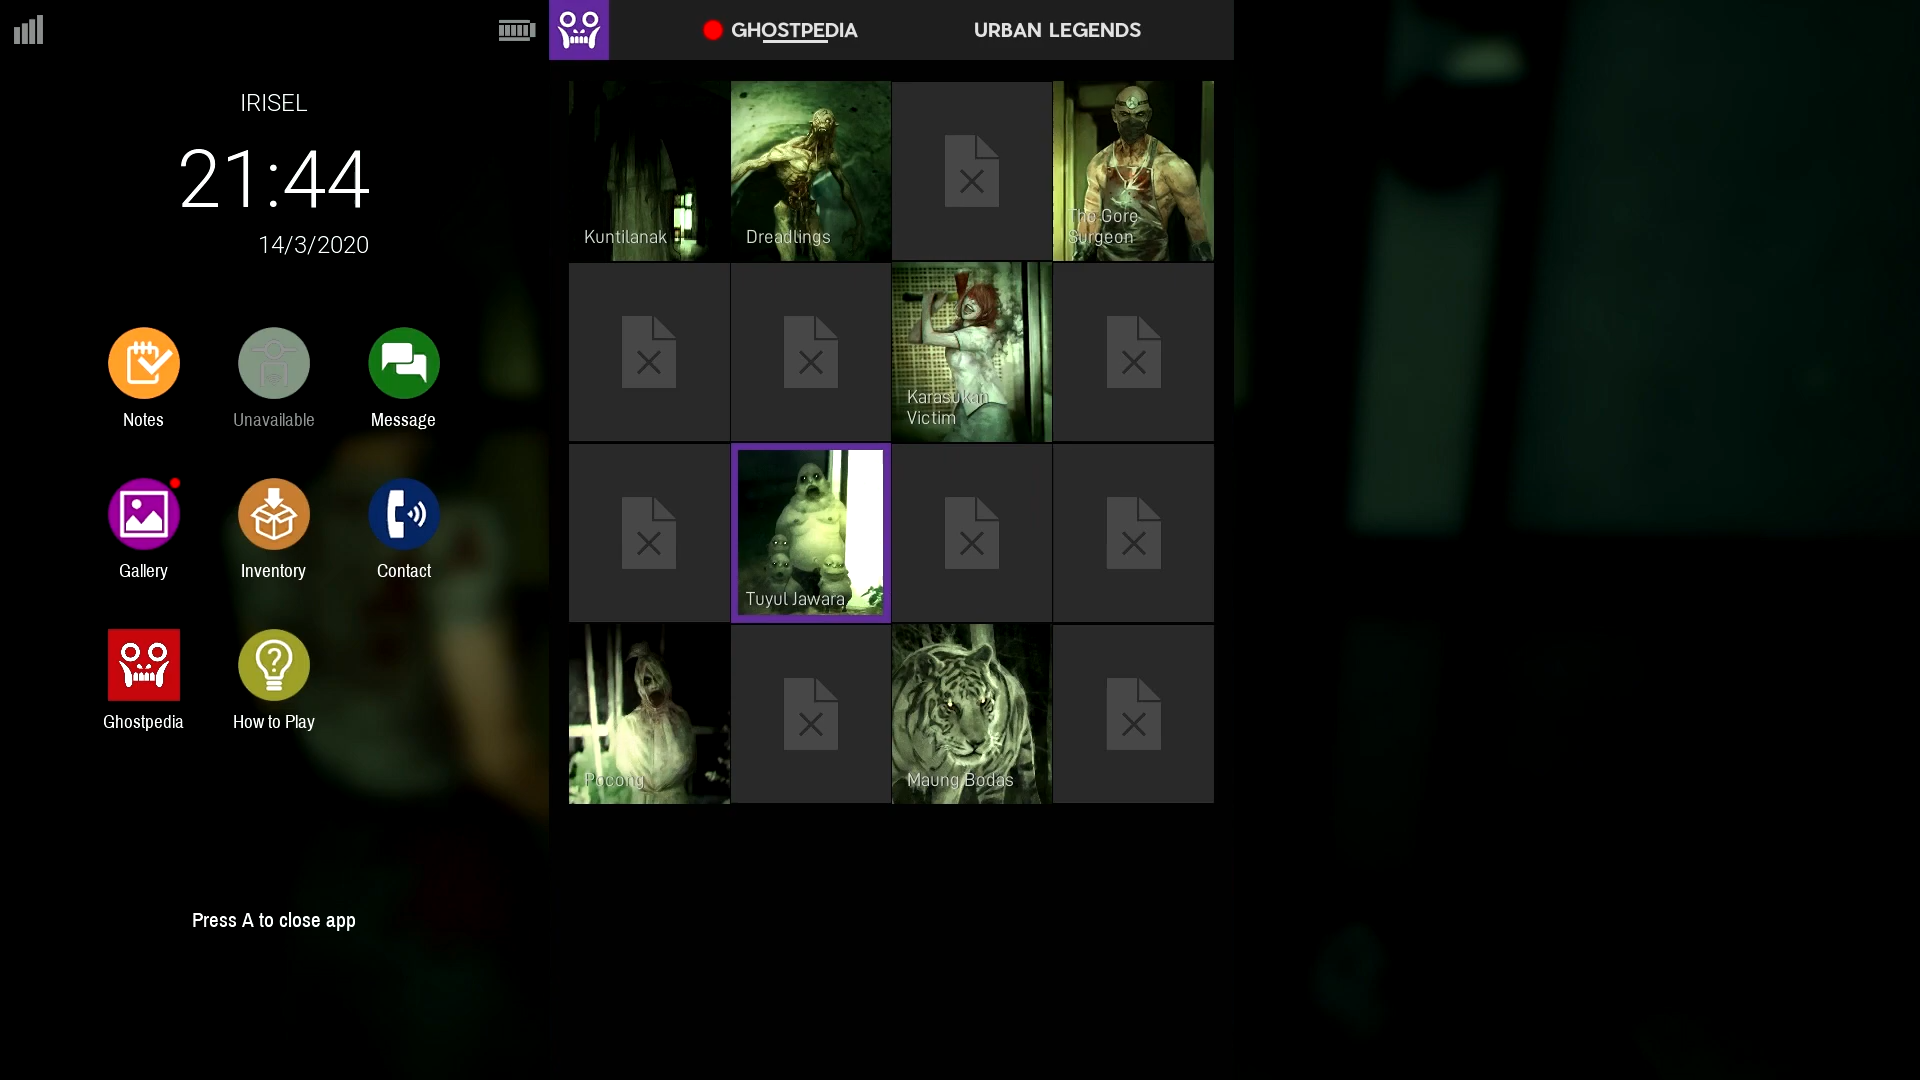 IRISEL
21:44
14/3/2020
Notes
Unavailable
Message
Gallery
Inventory
Contact
Ghostpedia
How to Play
Press A to close app
GHOSTPEDIA
URBAN LEGENDS
Kuntilanak
Dreadlings
The Gore
Surgeon
Karasukan
Victim
Tuyul Jawara
Pocong
Maung Bodas